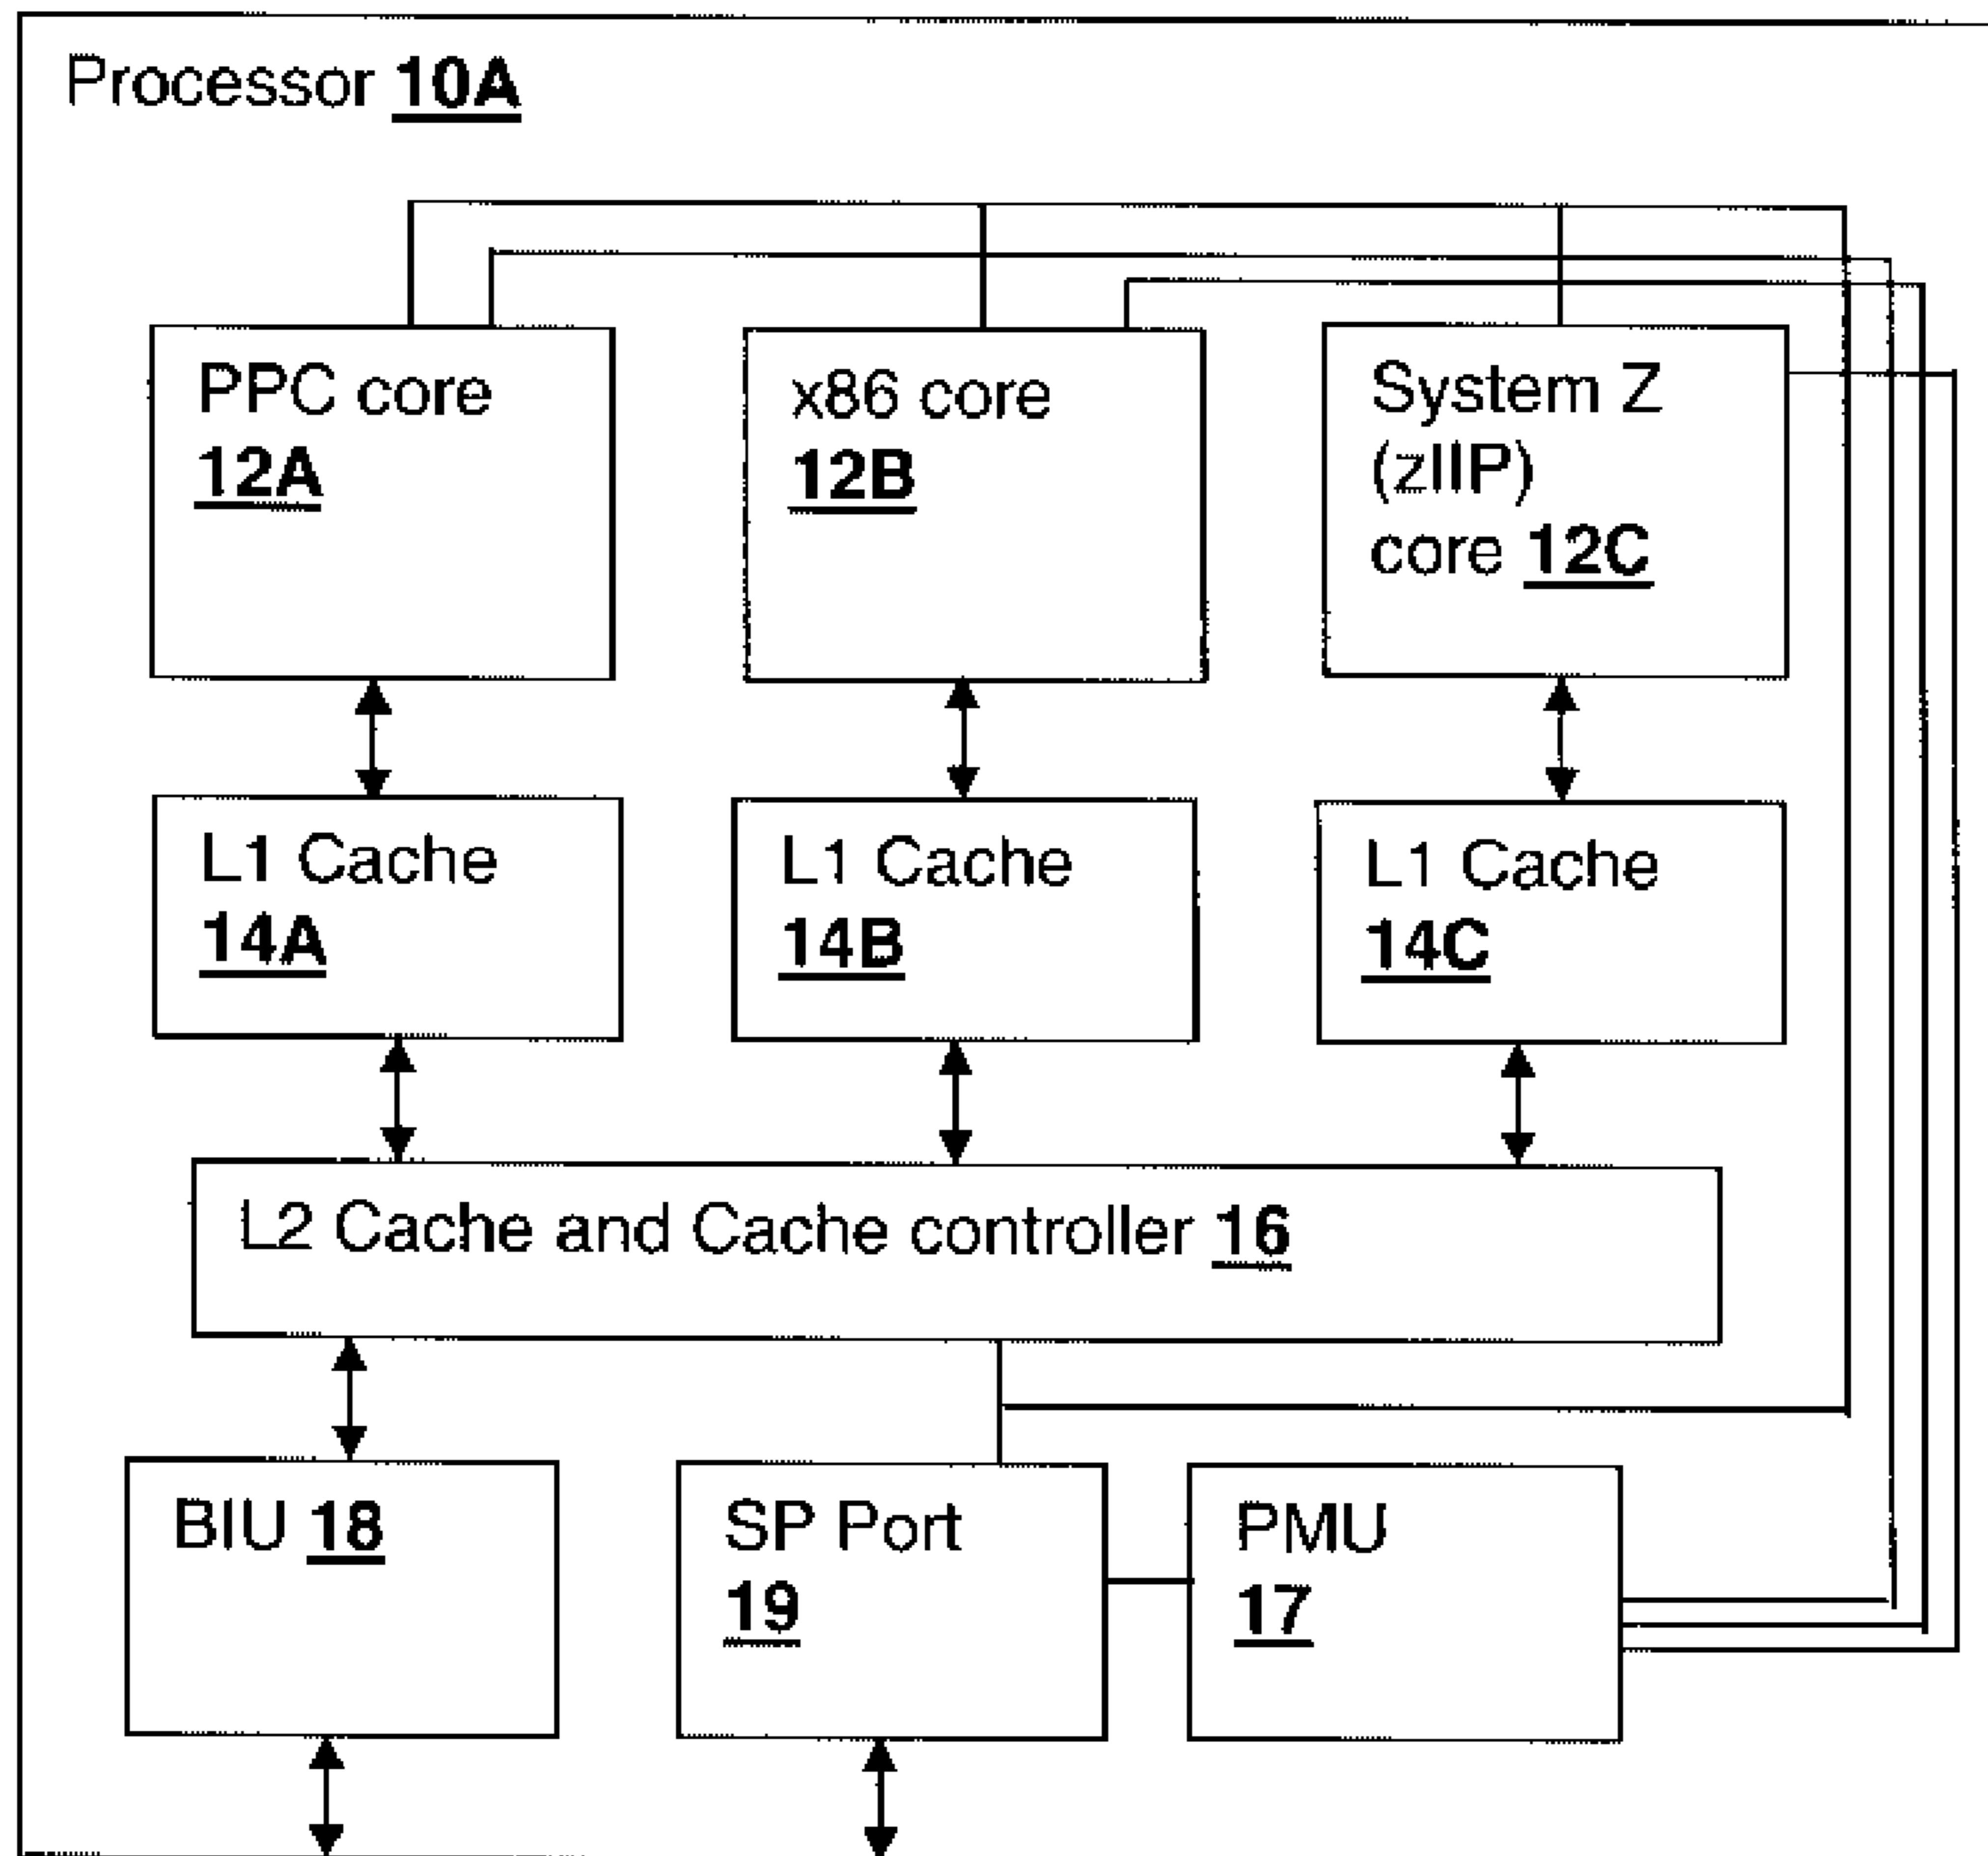 Processor 10A
PPC core
12A
x86 core
12B
System Z
(zIIP)
core 12C
L1 Cache
14A
L1 Cache
14B
L1 Cache
14C
L2 Cache and Cache controller 16
BIU 18
SP Port
19
PMU
17